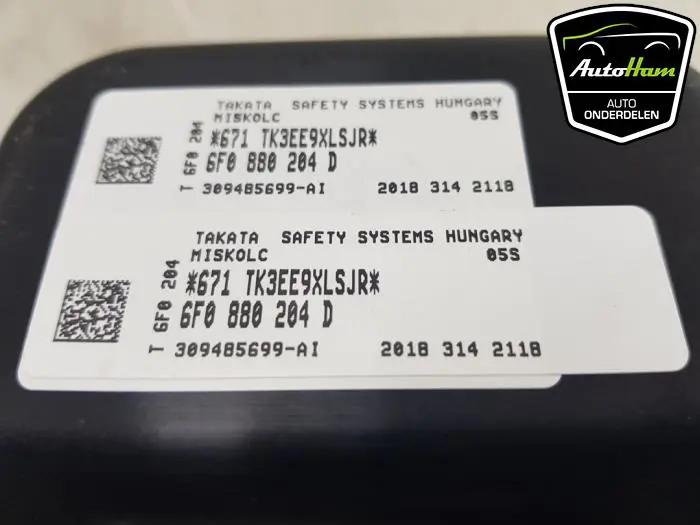 AutoHam
AUTO
ONDERDELEN
TAKATA SAFETY SYSTEMS HUNGARY
MISKOLC 05S
6F0 204
*671 TK3EE9XLSJR*
6F0 880 204 D
T 309485699-AI 2018 314 2118
TAKATA SAFETY SYSTEMS HUNGARY
MISKOLC 05S
6F0 204
*671 TK3EE9XLSJR*
6F0 880 204 D
T 309485699-AI 2018 314 2118